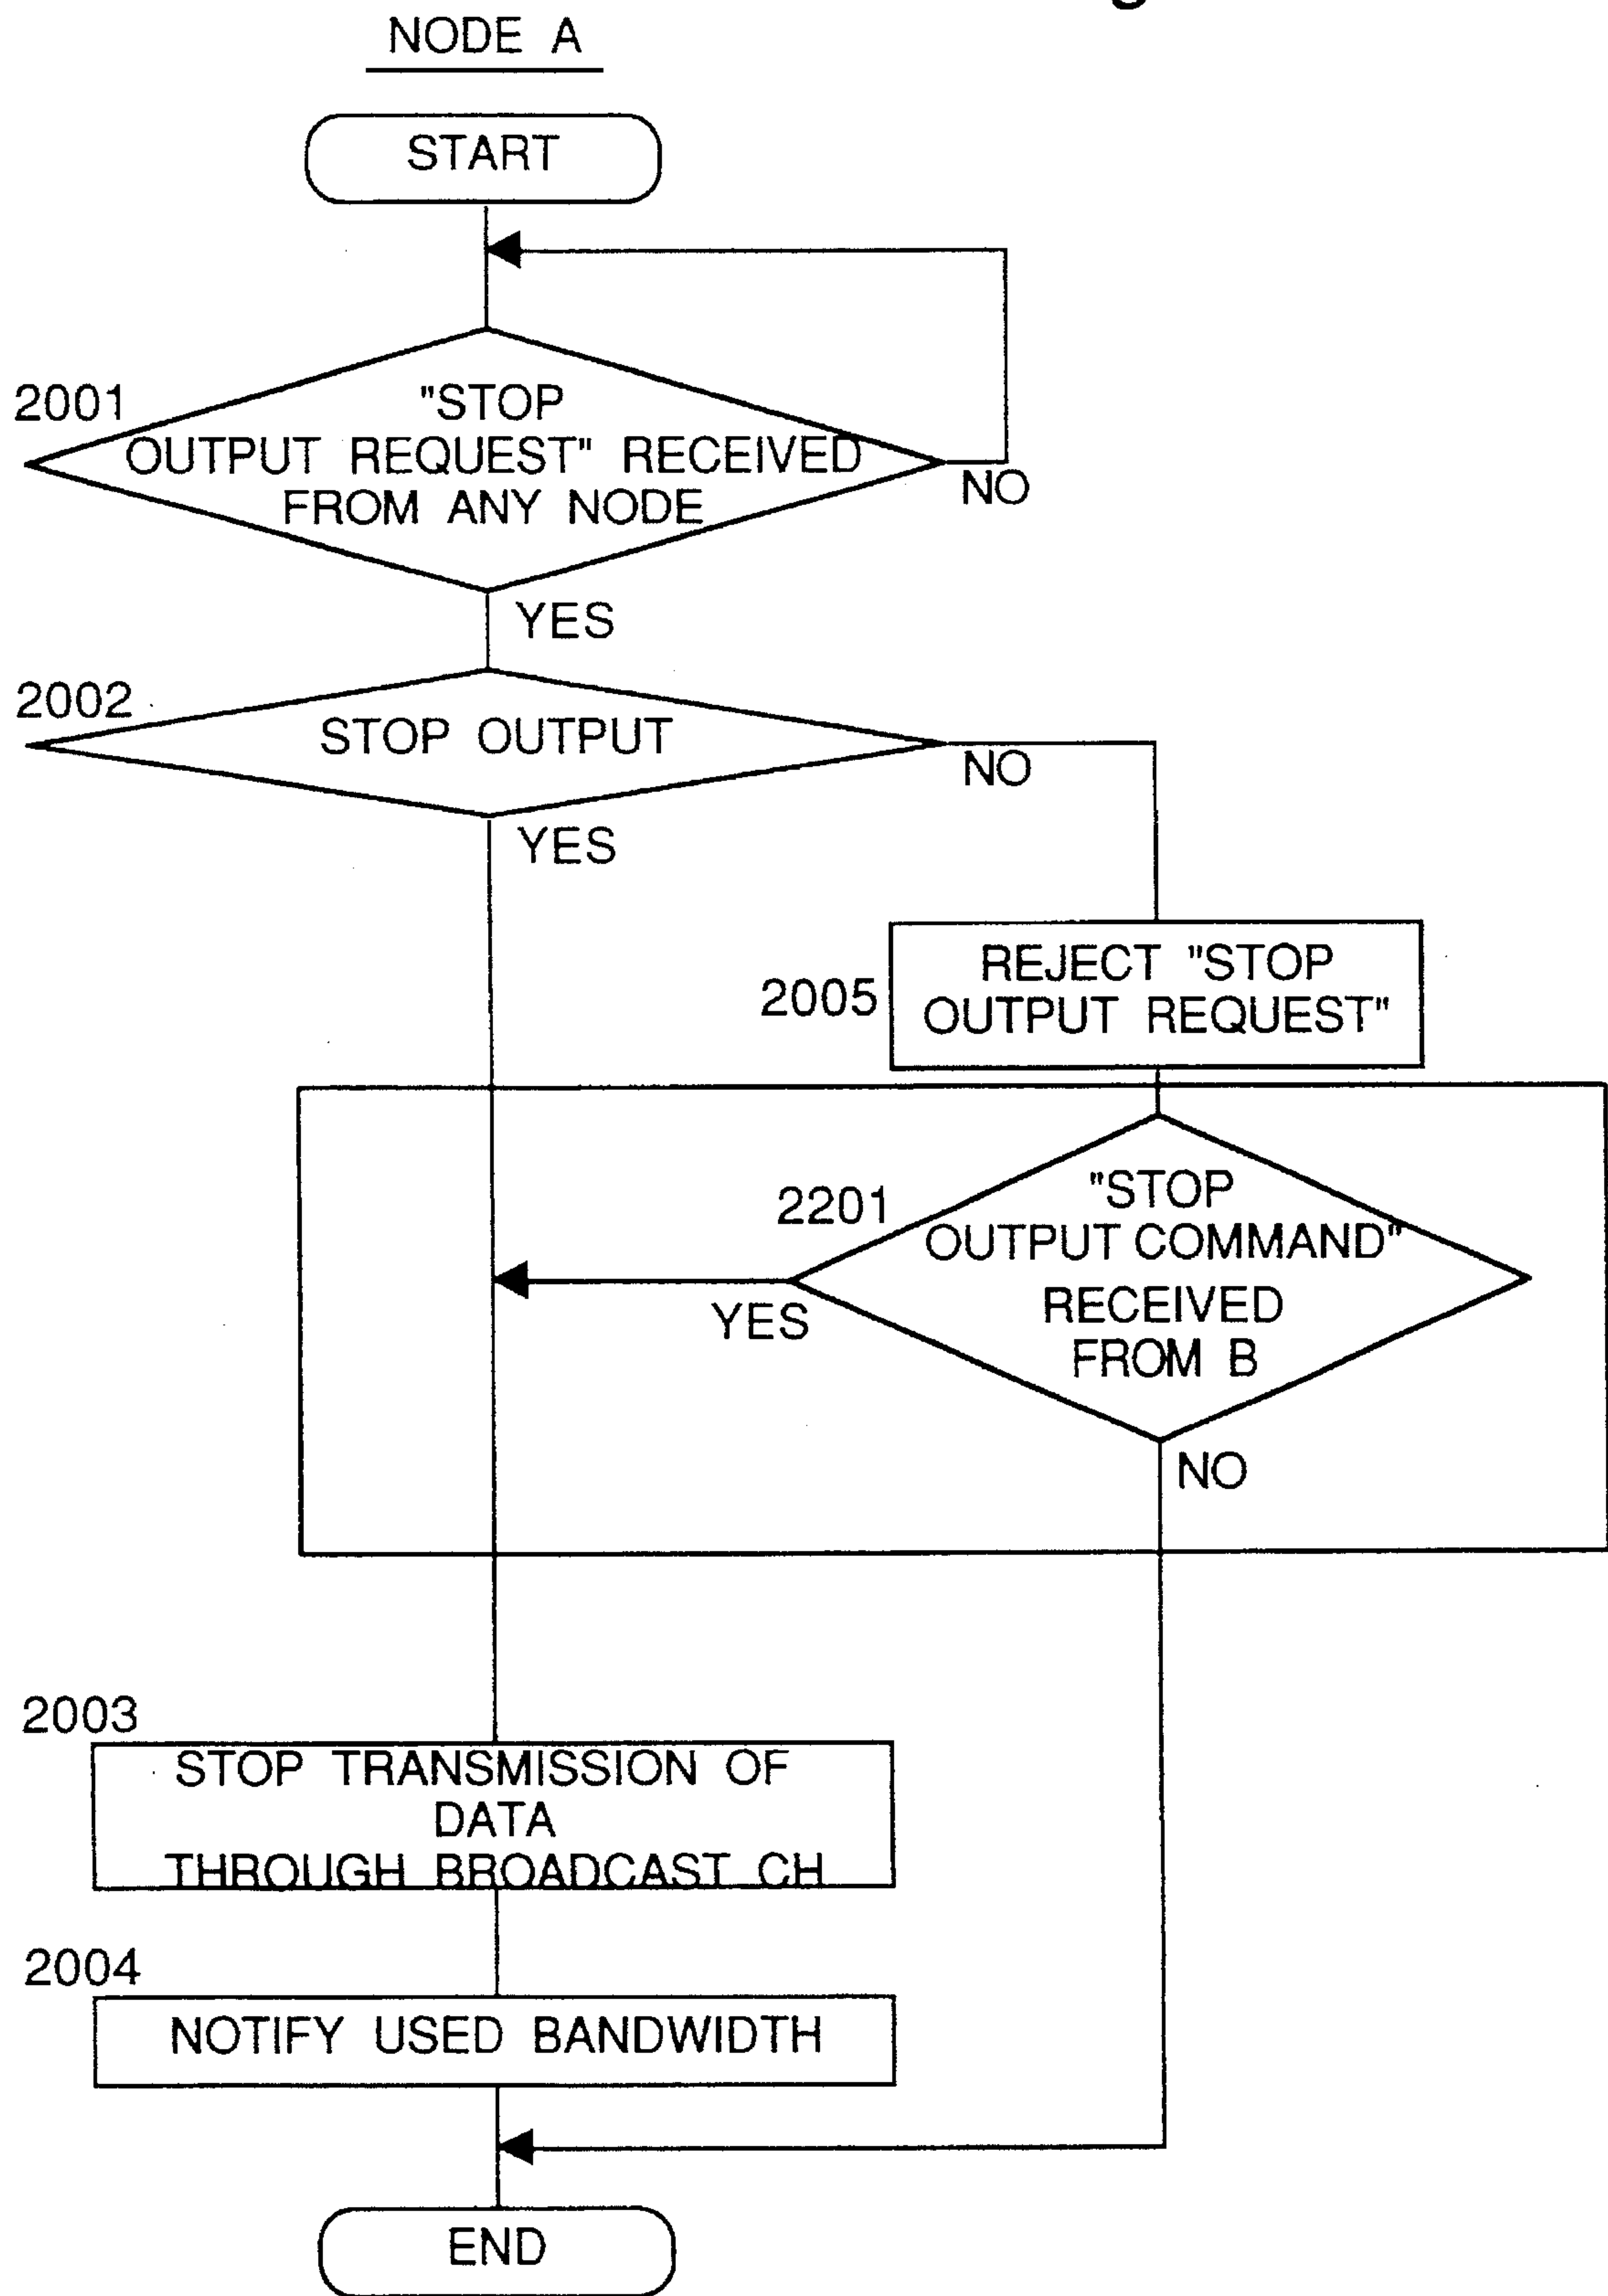 NODE A
START
2001
"STOP
OUTPUT REQUEST" RECEIVED
FROM ANY NODE
NO
YES
2002
STOP OUTPUT
NO
YES
2005
REJECT "STOP
OUTPUT REQUEST"
2201
"STOP
OUTPUT COMMAND"
RECEIVED
FROM B
YES
NO
2003
STOP TRANSMISSION OF
DATA
THROUGH BROADCAST CH
2004
NOTIFY USED BANDWIDTH
END